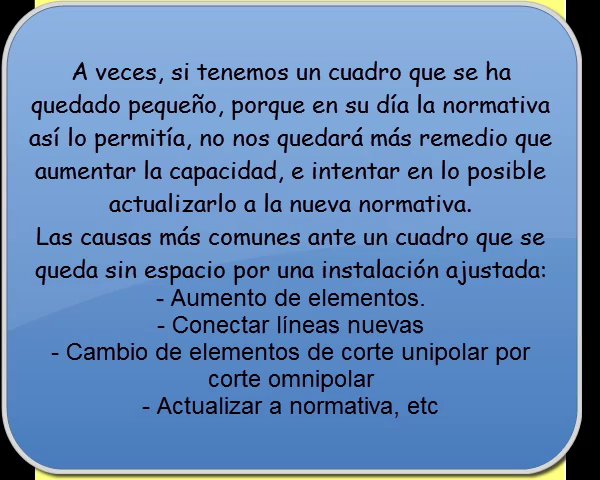 A veces, si tenemos un cuadro que se ha
quedado pequeño, porque en su día la normativa
así lo permitía, no nos quedará más remedio que
aumentar la capacidad, e intentar en lo posible
actualizarlo a la nueva normativa.
Las causas más comunes ante un cuadro que se
queda sin espacio por una instalación ajustada:
- Aumento de elementos.
- Conectar líneas nuevas
- Cambio de elementos de corte unipolar por
corte omnipolar
- Actualizar a normativa, etc